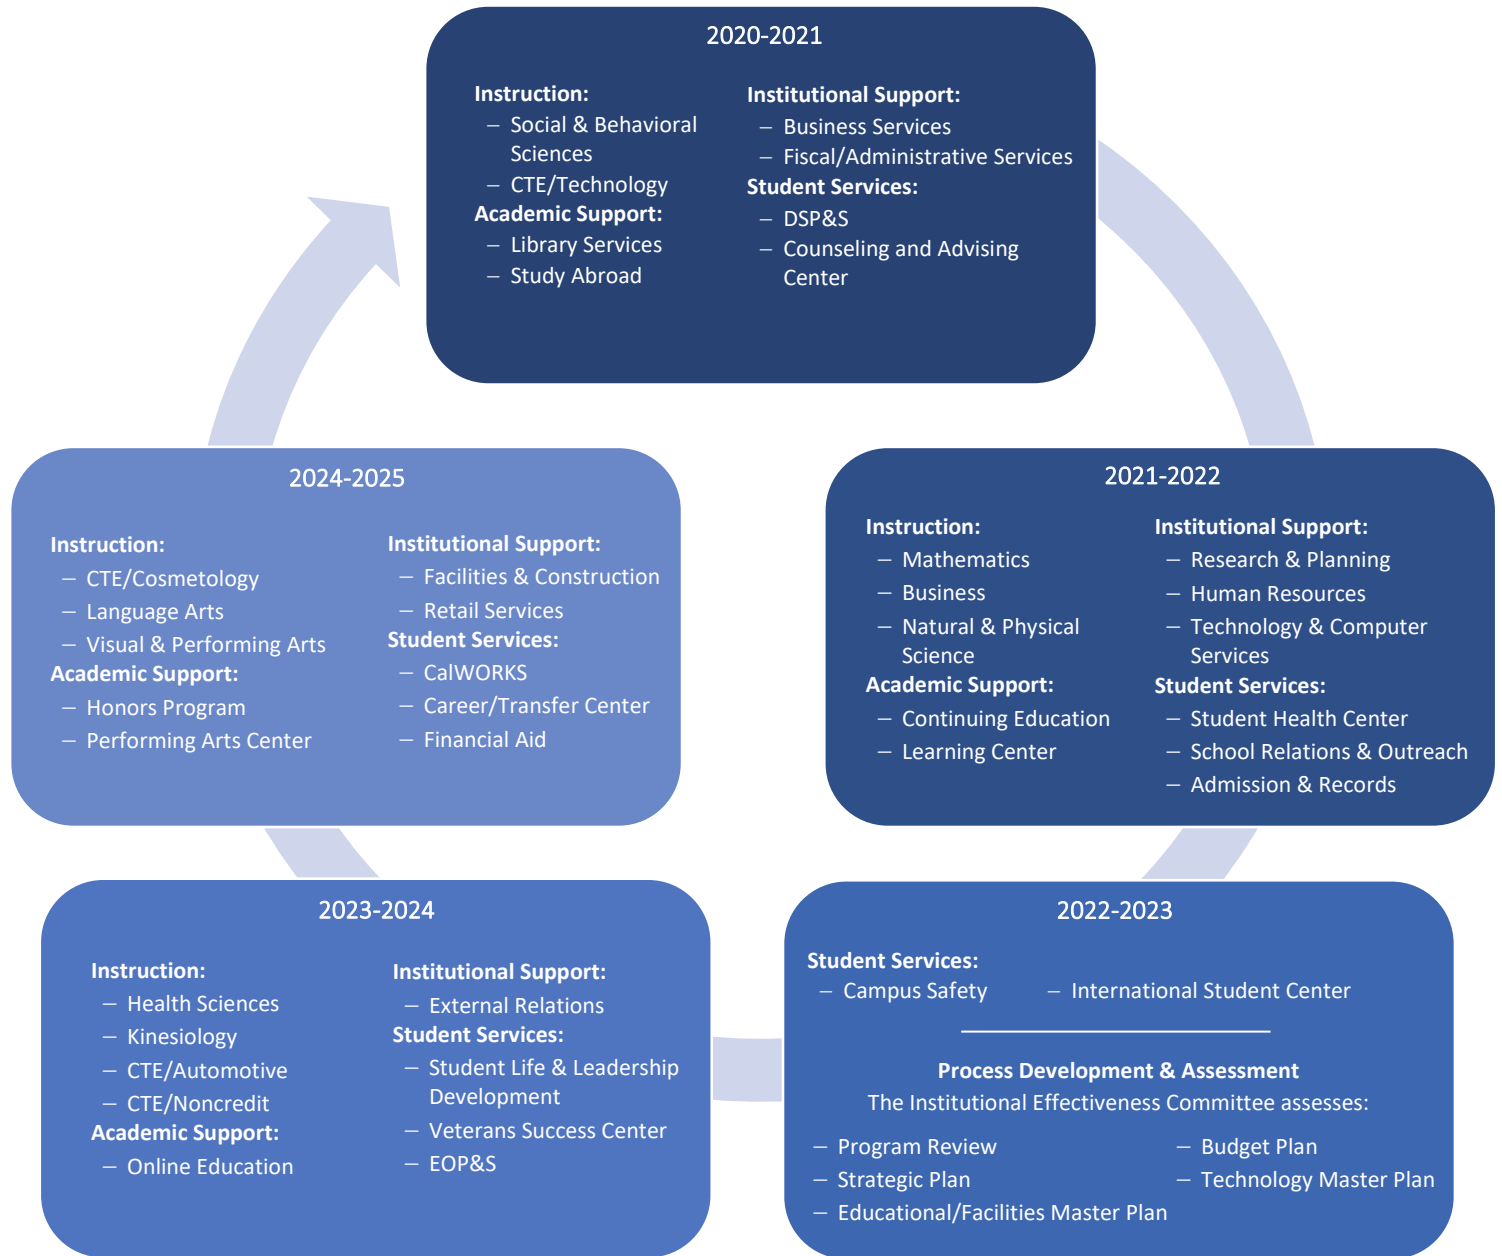 2020-2021
Instruction:
– Social & Behavioral
Sciences
– CTE/Technology
Academic Support:
– Library Services
– Study Abroad
Institutional Support:
– Business Services
– Fiscal/Administrative Services
Student Services:
– DSP&S
– Counseling and Advising
Center
2021-2022
Instruction:
– Mathematics
– Business
– Natural & Physical
Science
Academic Support:
– Continuing Education
– Learning Center
Institutional Support:
– Research & Planning
– Human Resources
– Technology & Computer
Services
Student Services:
– Student Health Center
– School Relations & Outreach
– Admission & Records
2022-2023
Student Services:
– Campus Safety – International Student Center
Process Development & Assessment
The Institutional Effectiveness Committee assesses:
– Program Review
– Strategic Plan
– Educational/Facilities Master Plan
– Budget Plan
– Technology Master Plan
2023-2024
Instruction:
– Health Sciences
– Kinesiology
– CTE/Automotive
– CTE/Noncredit
Academic Support:
– Online Education
Institutional Support:
– External Relations
Student Services:
– Student Life & Leadership
Development
– Veterans Success Center
– EOP&S
2024-2025
Instruction:
– CTE/Cosmetology
– Language Arts
– Visual & Performing Arts
Academic Support:
– Honors Program
– Performing Arts Center
Institutional Support:
– Facilities & Construction
– Retail Services
Student Services:
– CalWORKS
– Career/Transfer Center
– Financial Aid